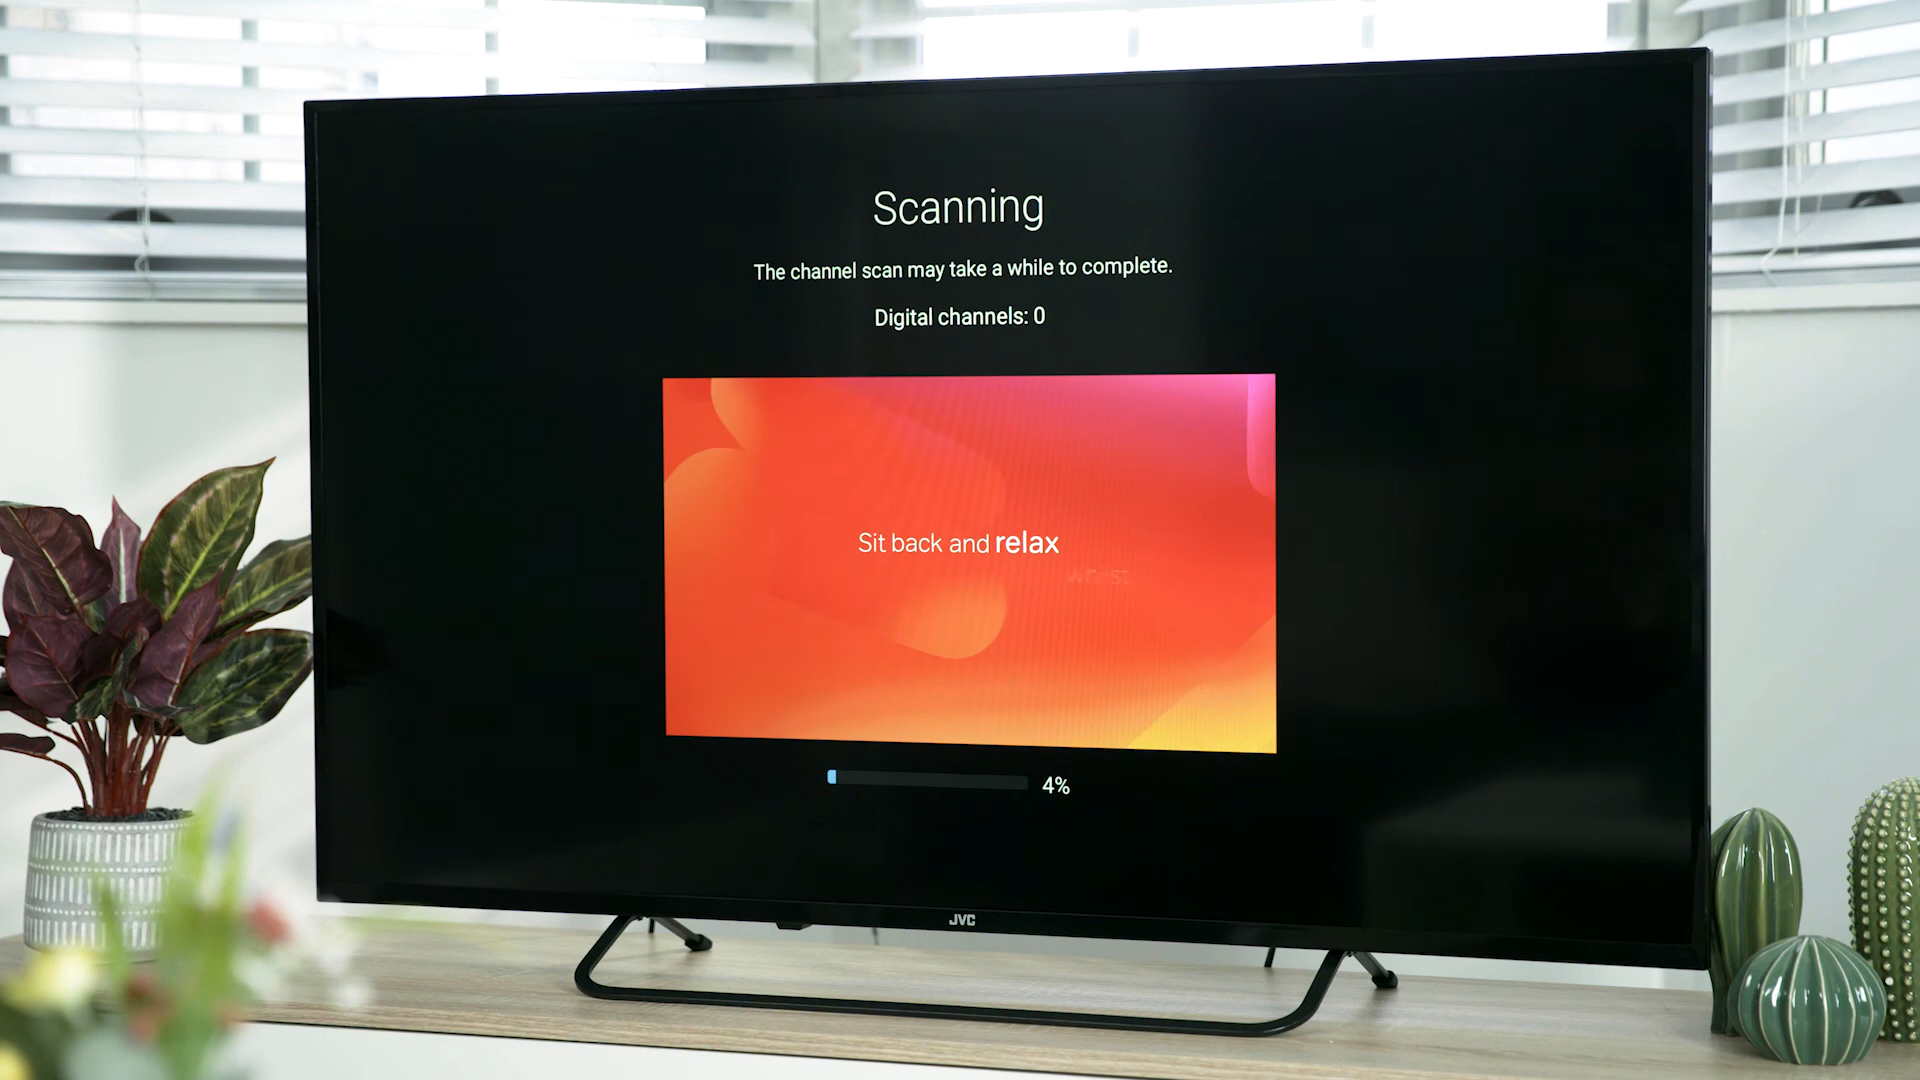 Scanning
The channel scan may take a while to complete.
Digital channels: 0
Sit back and relax
4%
JVC